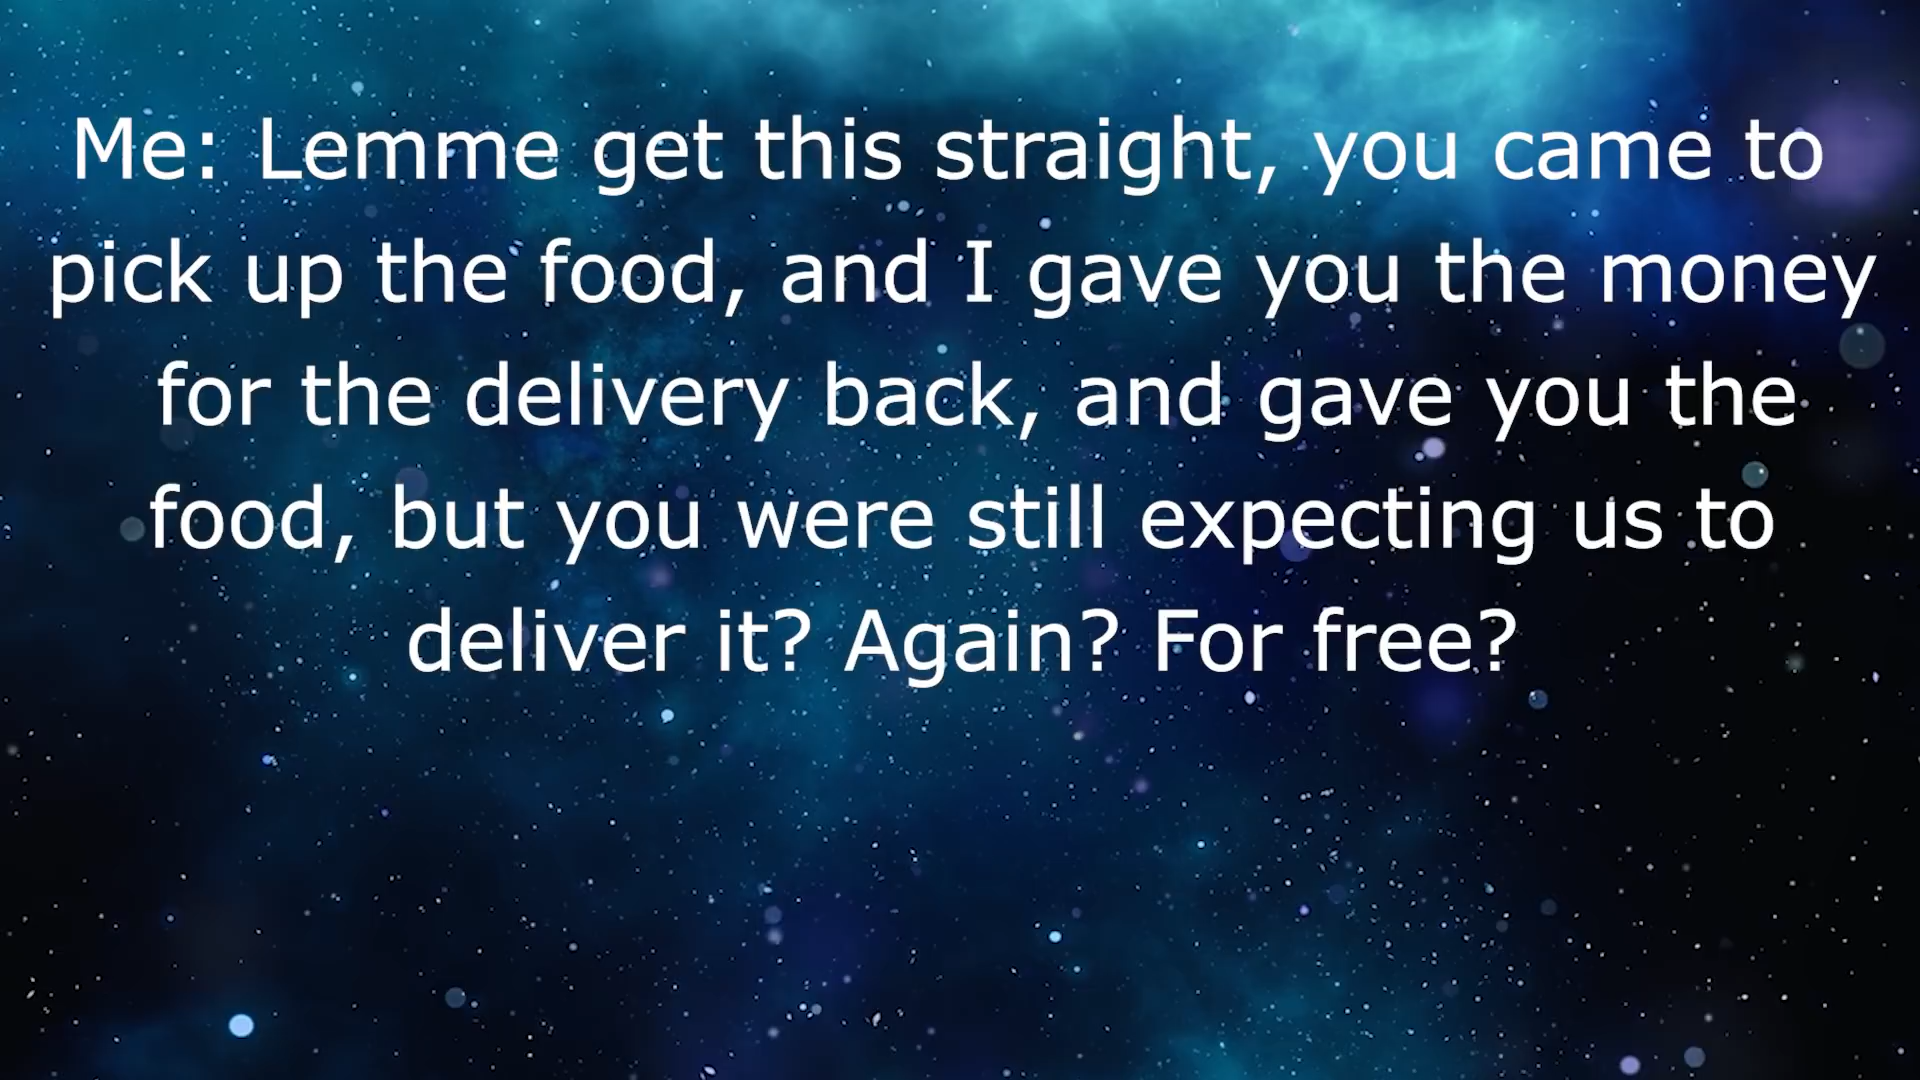 Me: Lemme get this straight, you came to
pick up the food, and I gave you the money
for the delivery back, and gave you the
food, but you were still expecting us to
deliver it? Again? For free?